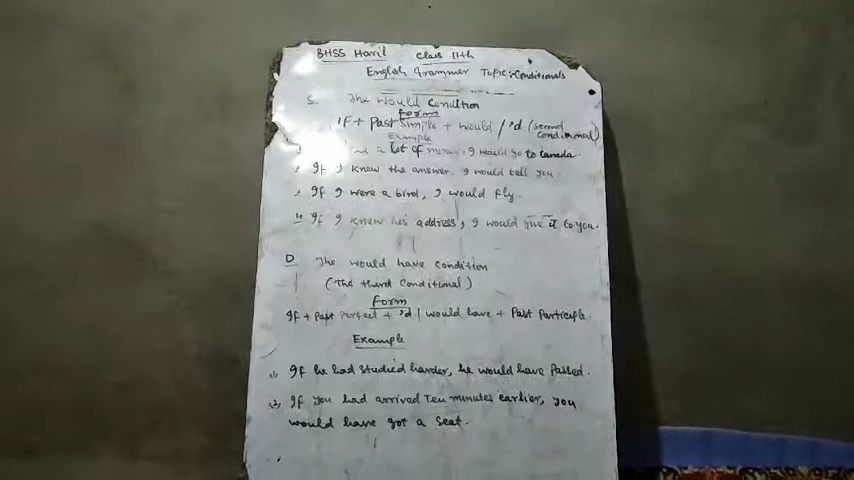 BHSS Haril Class 11th
English Grammer Topic: Conditionals
C The Would Condition
forms
IF + Past Simple + would / 'd (second conditional)
Example
lot of money, I would go to Canada.
If I knew the answer, I would tell you
If I were a bird, I would fly.
4 If I knew his address, I would give it to you.
D The would have condition
(The third conditional)
form
If + Past Perfect + 'd / would have + Past Participle.
Example
(1) If he had studied harder, he would have passed.
(2) If you had arrived Ten minutes earlier, you
would have got a seat.